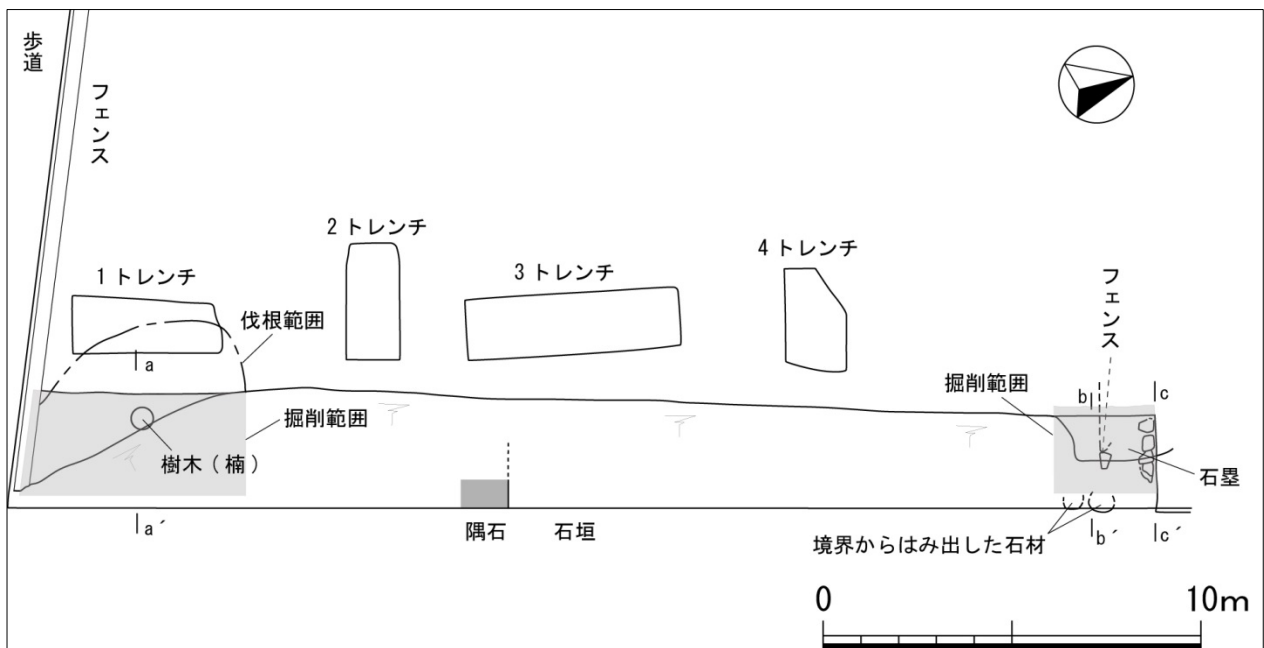 歩道
フェンス
2 トレンチ
1 トレンチ
3 トレンチ
4 トレンチ
フェンス
伐根範囲
a
掘削範囲
b
c
掘削範囲
樹木(楠)
石塁
a´
隅石
石垣
境界からはみ出した石材
b´
c´
0
10m